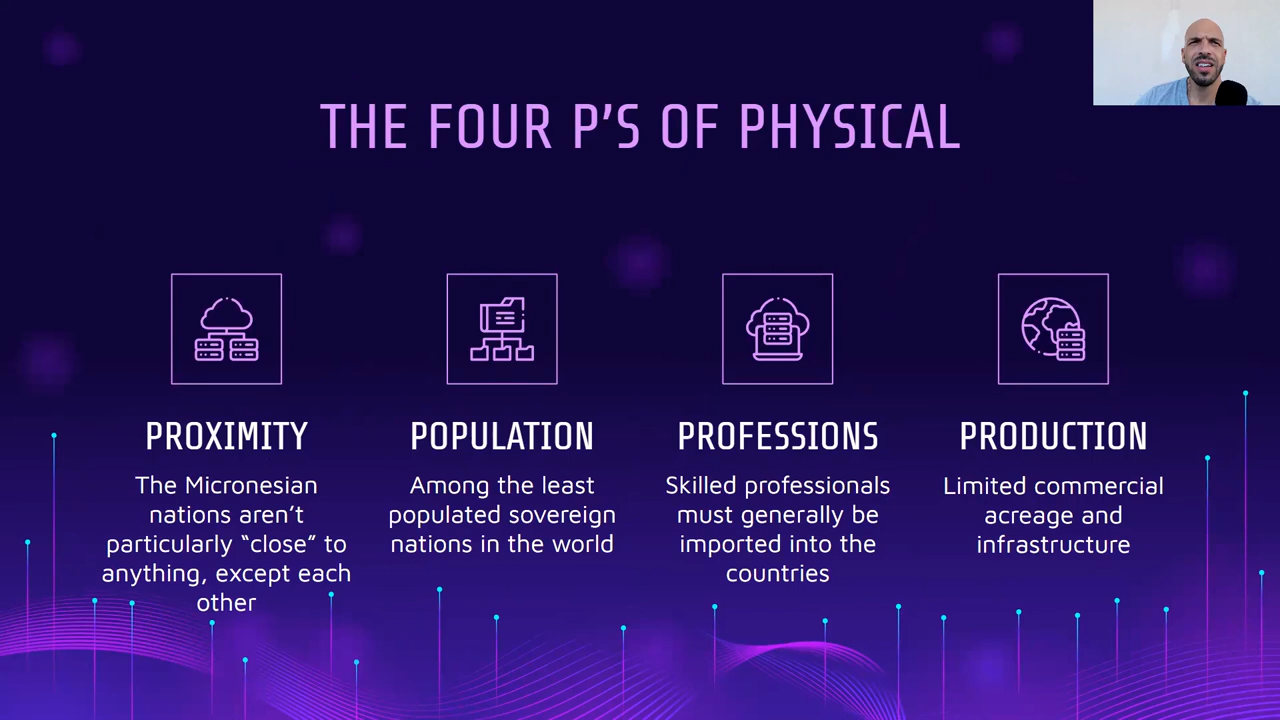 THE FOUR P'S OF PHYSICAL
PROXIMITY
The Micronesian
nations aren't
particularly “close” to
anything, except each
other
POPULATION
Among the least
populated sovereign
nations in the world
PROFESSIONS
Skilled professionals
must generally be
imported into the
countries
PRODUCTION
Limited commercial
acreage and
infrastructure